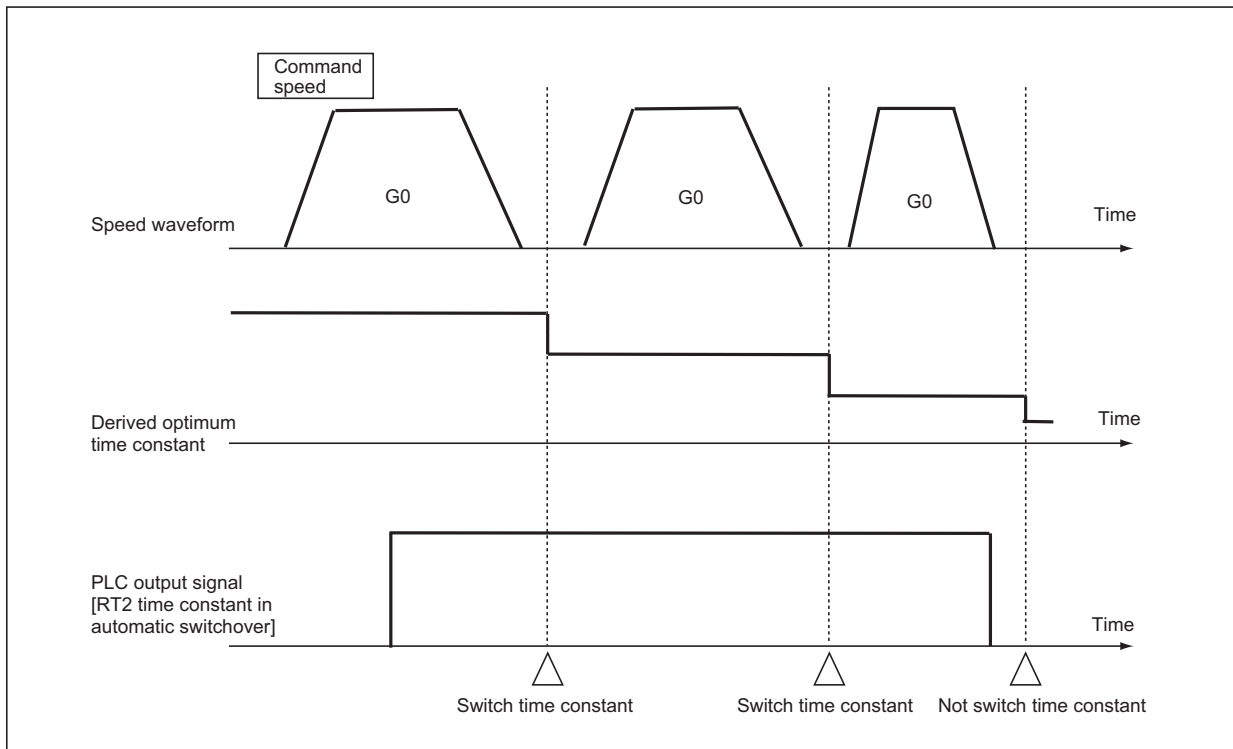 Command
speed
G0
G0
G0
Speed waveform
Time
Derived optimum
time constant
Time
PLC output signal
[RT2 time constant in
automatic switchover]
Time
Switch time constant
Switch time constant
Not switch time constant